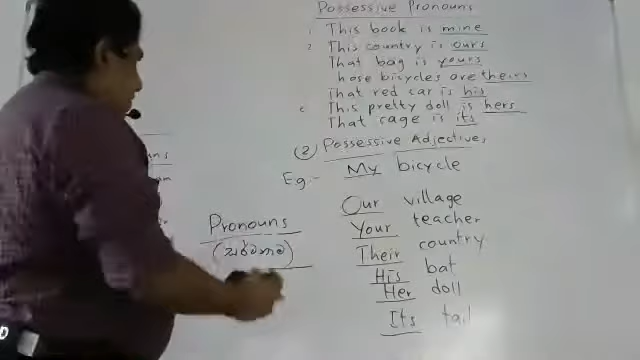 Possessive Pronouns
1 This book is mine
2 This country is ours
That bag is yours
hose bicycles are theirs
That red car is his
This pretty doll is hers
That cage is its
② Possessive Adjectives
E.g:- My bicycle
Our village
Your teacher
Their country
His bat
Her doll
Its tail
Pronouns